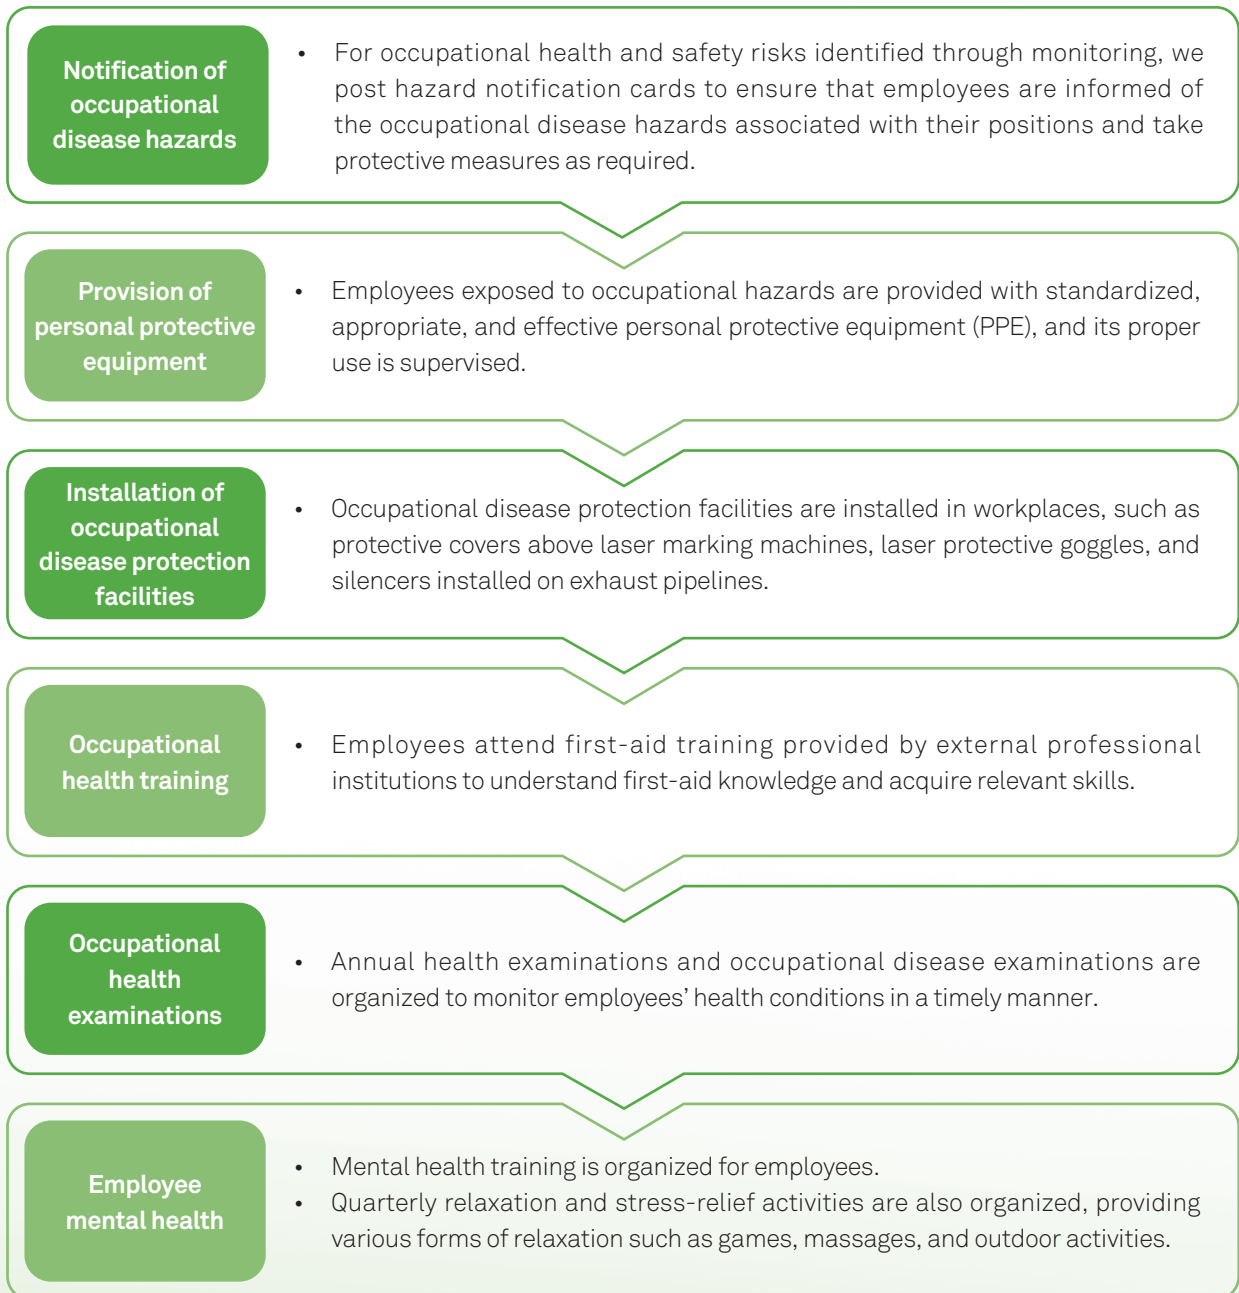 Notification of
occupational
disease hazards
• For occupational health and safety risks identified through monitoring, we
post hazard notification cards to ensure that employees are informed of
the occupational disease hazards associated with their positions and take
protective measures as required.
Provision of
personal protective
equipment
• Employees exposed to occupational hazards are provided with standardized,
appropriate, and effective personal protective equipment (PPE), and its proper
use is supervised.
Installation of
occupational
disease protection
facilities
• Occupational disease protection facilities are installed in workplaces, such as
protective covers above laser marking machines, laser protective goggles, and
silencers installed on exhaust pipelines.
Occupational
health training
• Employees attend first-aid training provided by external professional
institutions to understand first-aid knowledge and acquire relevant skills.
Occupational
health
examinations
• Annual health examinations and occupational disease examinations are
organized to monitor employees’ health conditions in a timely manner.
Employee
mental health
• Mental health training is organized for employees.
• Quarterly relaxation and stress-relief activities are also organized, providing
various forms of relaxation such as games, massages, and outdoor activities.